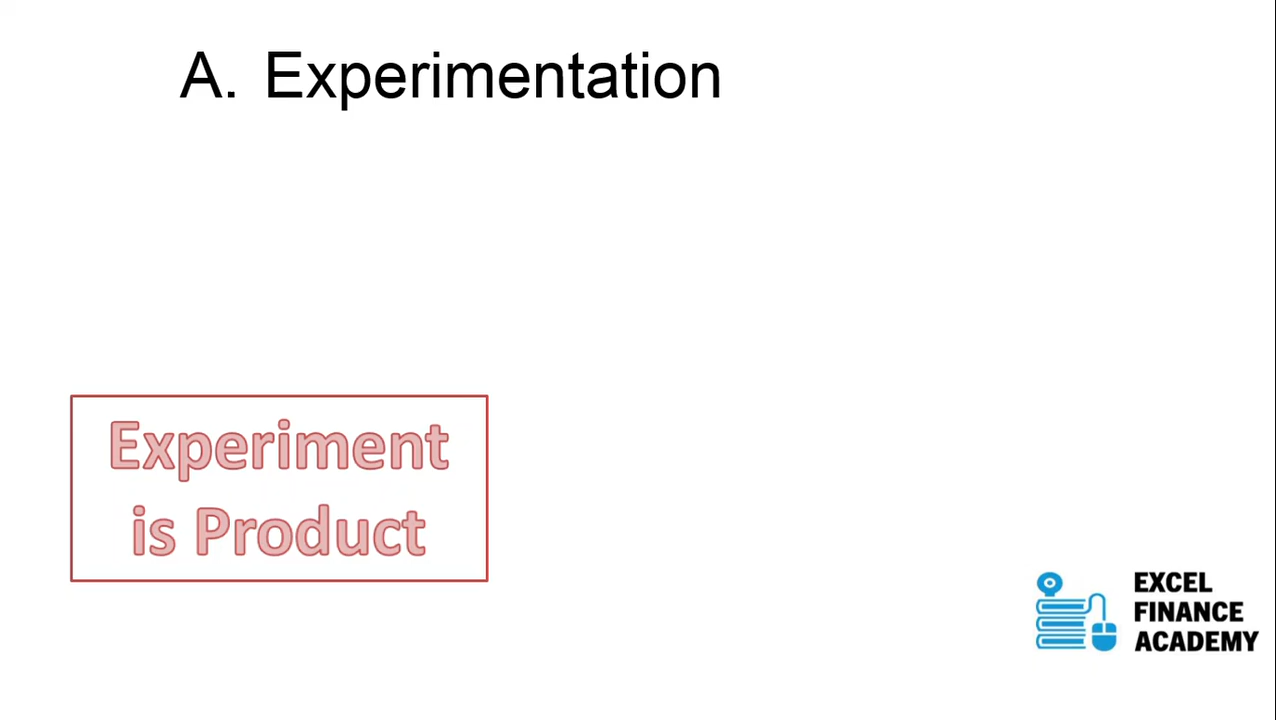 A. Experimentation
Experiment
is Product
EXCEL
FINANCE
ACADEMY